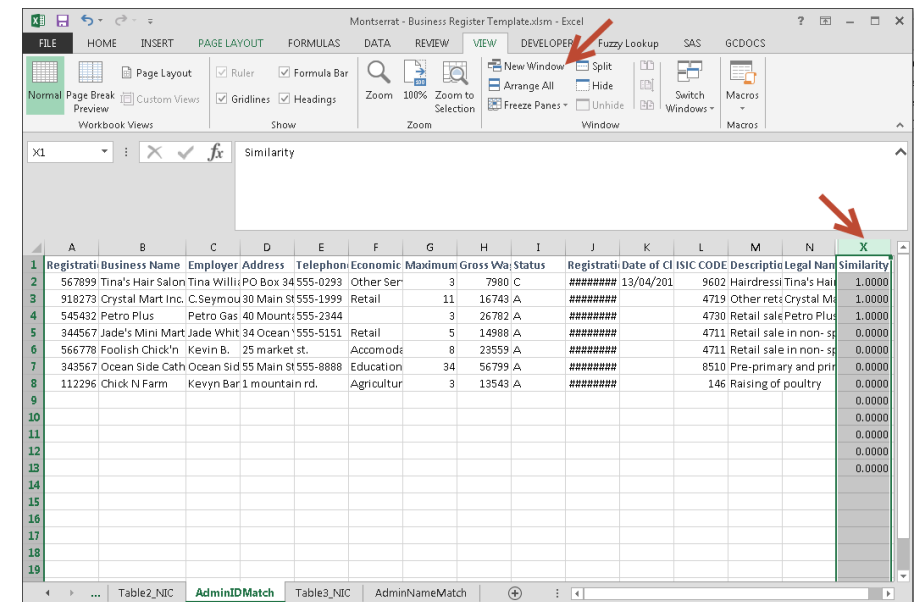 Montserrat - Business Register Template.xlsm - Excel
FILE HOME INSERT PAGE LAYOUT FORMULAS DATA REVIEW VIEW DEVELOPER Fuzzy Lookup SAS GCDOCS
Normal Page Break Preview Page Layout Custom Views Ruler Formula Bar Gridlines Headings Zoom 100% Zoom to Selection New Window Arrange All Freeze Panes Split Hide Unhide Switch Windows Macros
Workbook Views Show Zoom Window Macros
X1 fx Similarity
A B C D E F G H I J K L M N X
1 Registrati Business Name Employer Address Telephon Economic Maximum Gross Wa Status Registrati Date of Cl ISIC CODE Descriptio Legal Nam Similarity
2 567899 Tina's Hair Salon Tina Willi PO Box 34 555-0293 Other Ser 3 7980 C ######## 13/04/201 9602 Hairdressi Tina's Hair 1.0000
3 918273 Crystal Mart Inc. C.Seymou 30 Main St 555-1999 Retail 11 16743 A ######## 4719 Other reta Crystal Ma 1.0000
4 545432 Petro Plus Petro Gas 40 Mounta 555-2344 3 26782 A ######## 4730 Retail sale Petro Plus 1.0000
5 344567 Jade's Mini Mart Jade Whit 34 Ocean 555-5151 Retail 5 14988 A ######## 4711 Retail sale in non- sp 0.0000
6 566778 Foolish Chick'n Kevin B. 25 market st. Accomoda 8 23559 A ######## 4711 Retail sale in non- sp 0.0000
7 343567 Ocean Side Cath Ocean Sid 55 Main St 555-8888 Education 34 56799 A ######## 8510 Pre-primary and prir 0.0000
8 112296 Chick N Farm Kevyn Bar 1 mountain rd. Agricultur 3 13543 A ######## 146 Raising of poultry 0.0000
9 0.0000
10 0.0000
11 0.0000
12 0.0000
13 0.0000
14
15
16
17
18
19
... Table2_NIC AdminIDMatch Table3_NIC AdminNameMatch